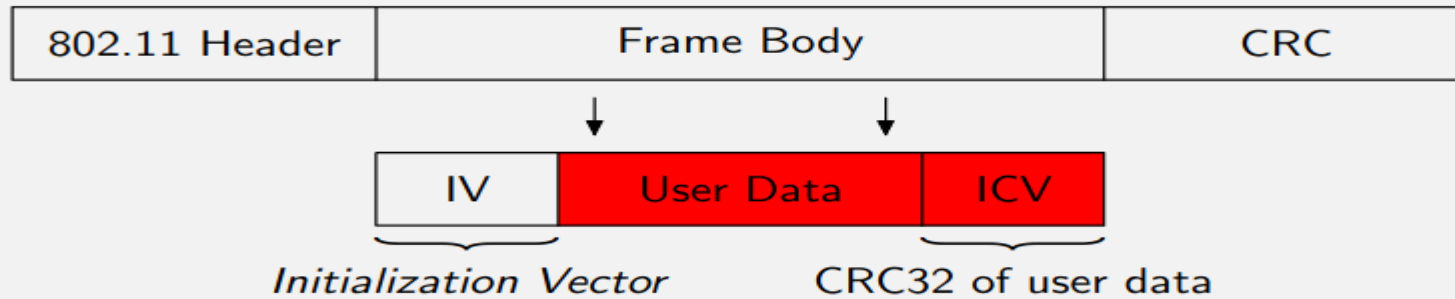 802.11 Header Frame Body CRC
IV User Data ICV
Initialization Vector CRC32 of user data